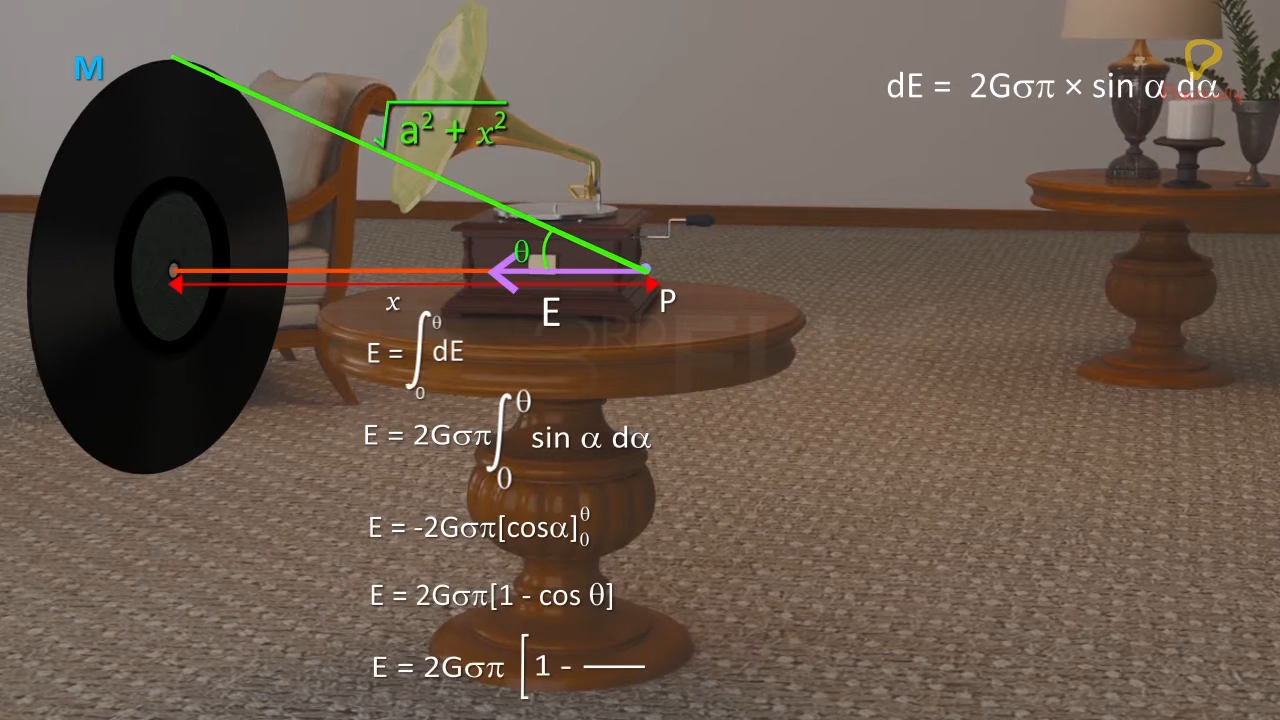 M
dE = 2Gσπ × sin α dα
√a² + x²
θ
x
E
P
E = ∫₀^θ dE
E = 2Gσπ ∫₀^θ sin α dα
E = -2Gσπ[cosα]₀^θ
E = 2Gσπ[1 - cos θ]
E = 2Gσπ [1 - ——